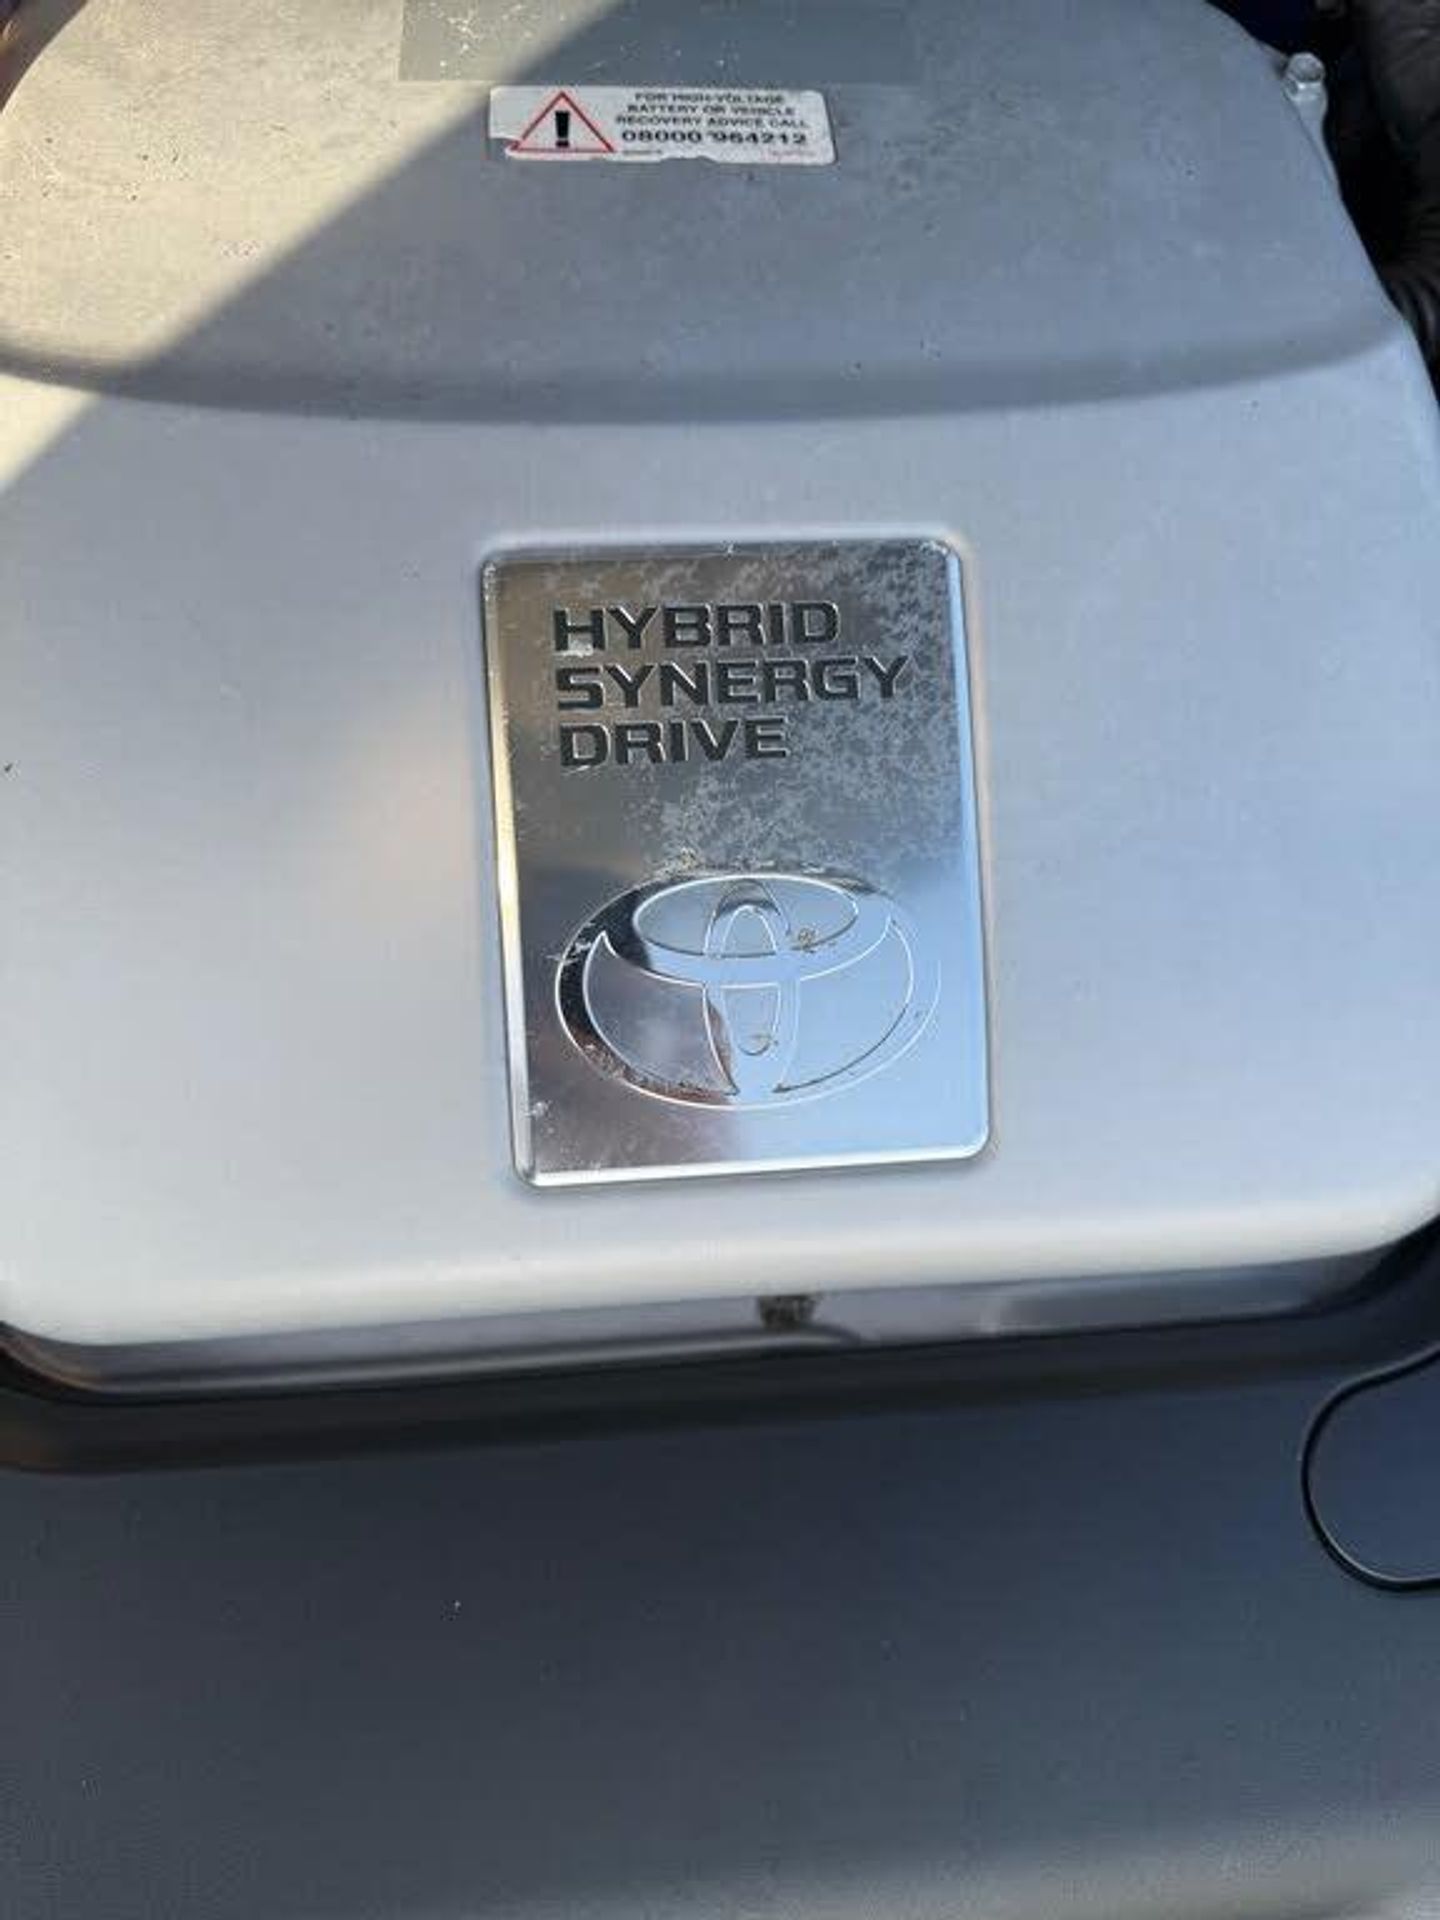 FOR HIGH-VOLTAGE
BATTERY OR VEHICLE
RECOVERY ADVICE CALL
08000 964212
HYBRID
SYNERGY
DRIVE